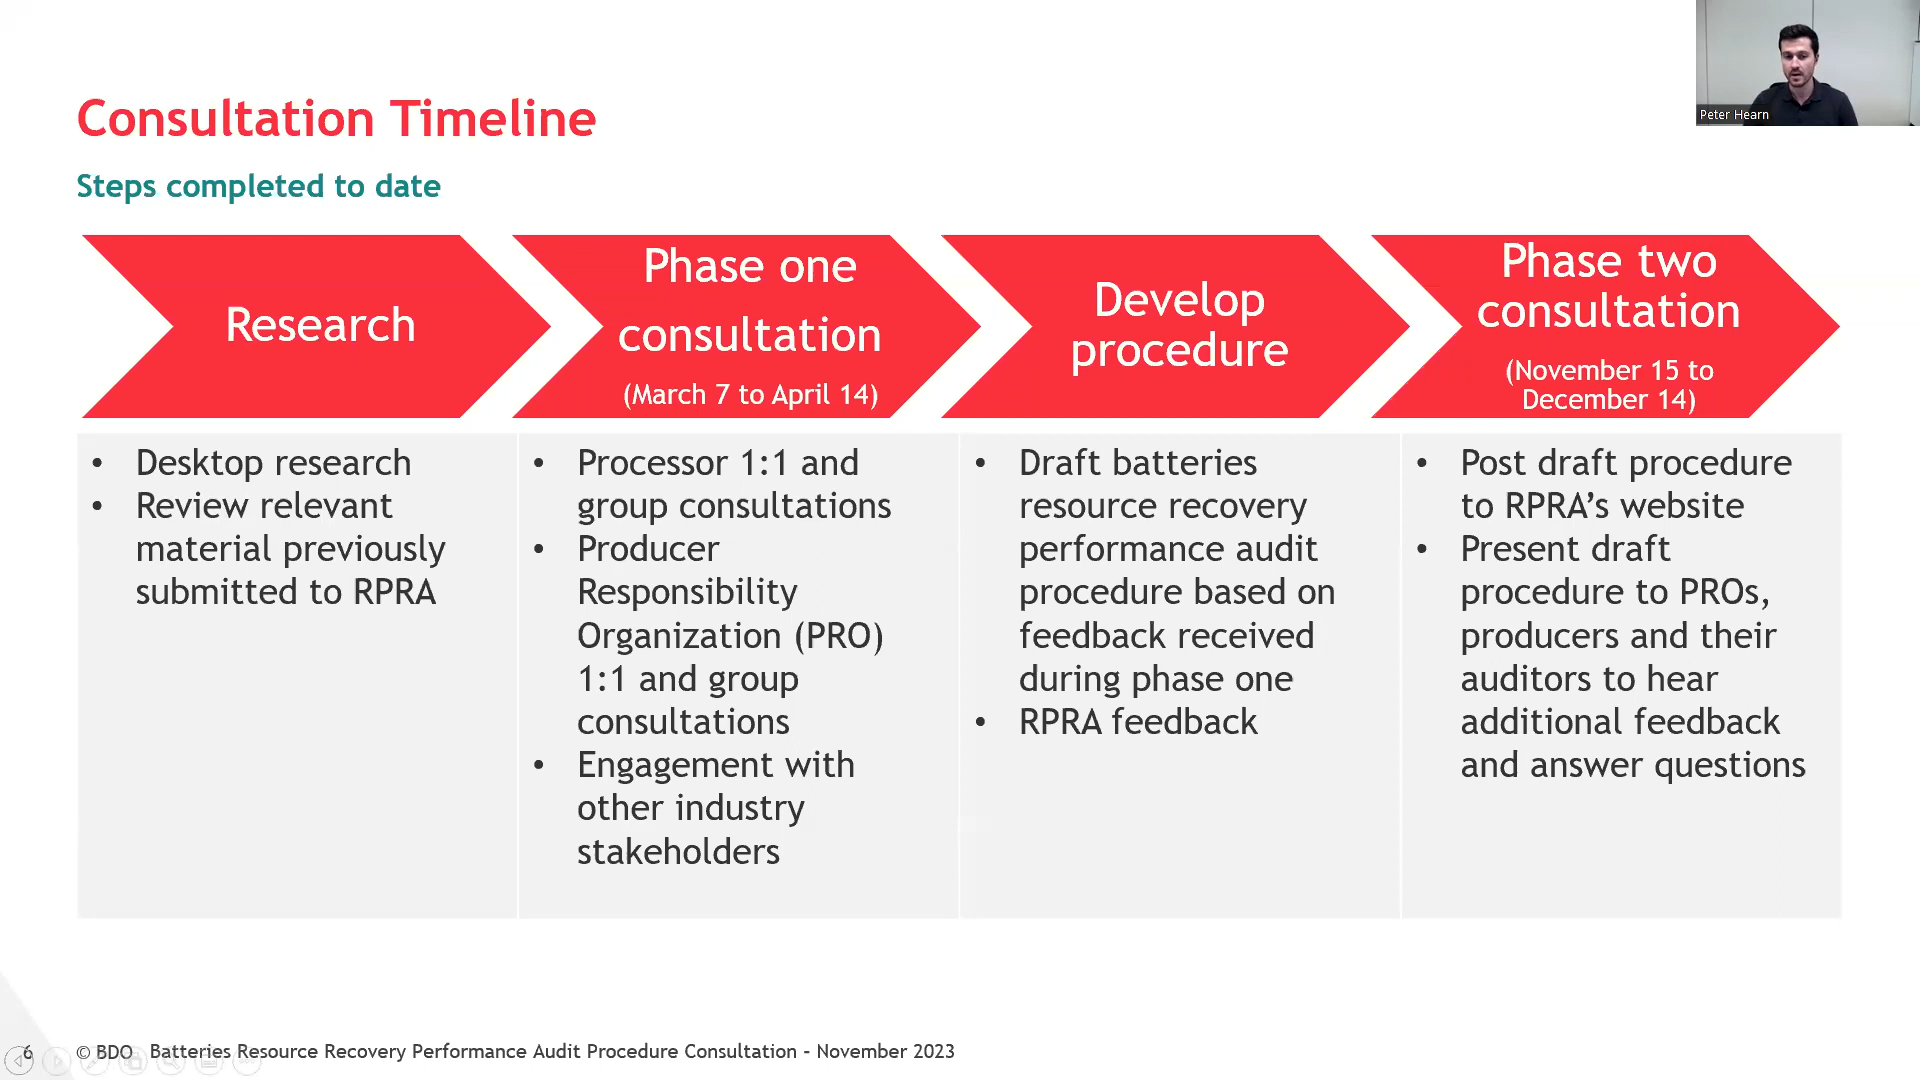 Peter Hearn
Consultation Timeline
Steps completed to date
Research
Phase one
consultation
(March 7 to April 14)
Develop
procedure
Phase two
consultation
(November 15 to
December 14)
• Desktop research
• Review relevant
material previously
submitted to RPRA
• Processor 1:1 and
group consultations
• Producer
Responsibility
Organization (PRO)
1:1 and group
consultations
• Engagement with
other industry
stakeholders
• Draft batteries
resource recovery
performance audit
procedure based on
feedback received
during phase one
• RPRA feedback
• Post draft procedure
to RPRA’s website
• Present draft
procedure to PROs,
producers and their
auditors to hear
additional feedback
and answer questions
6 © BDO Batteries Resource Recovery Performance Audit Procedure Consultation - November 2023